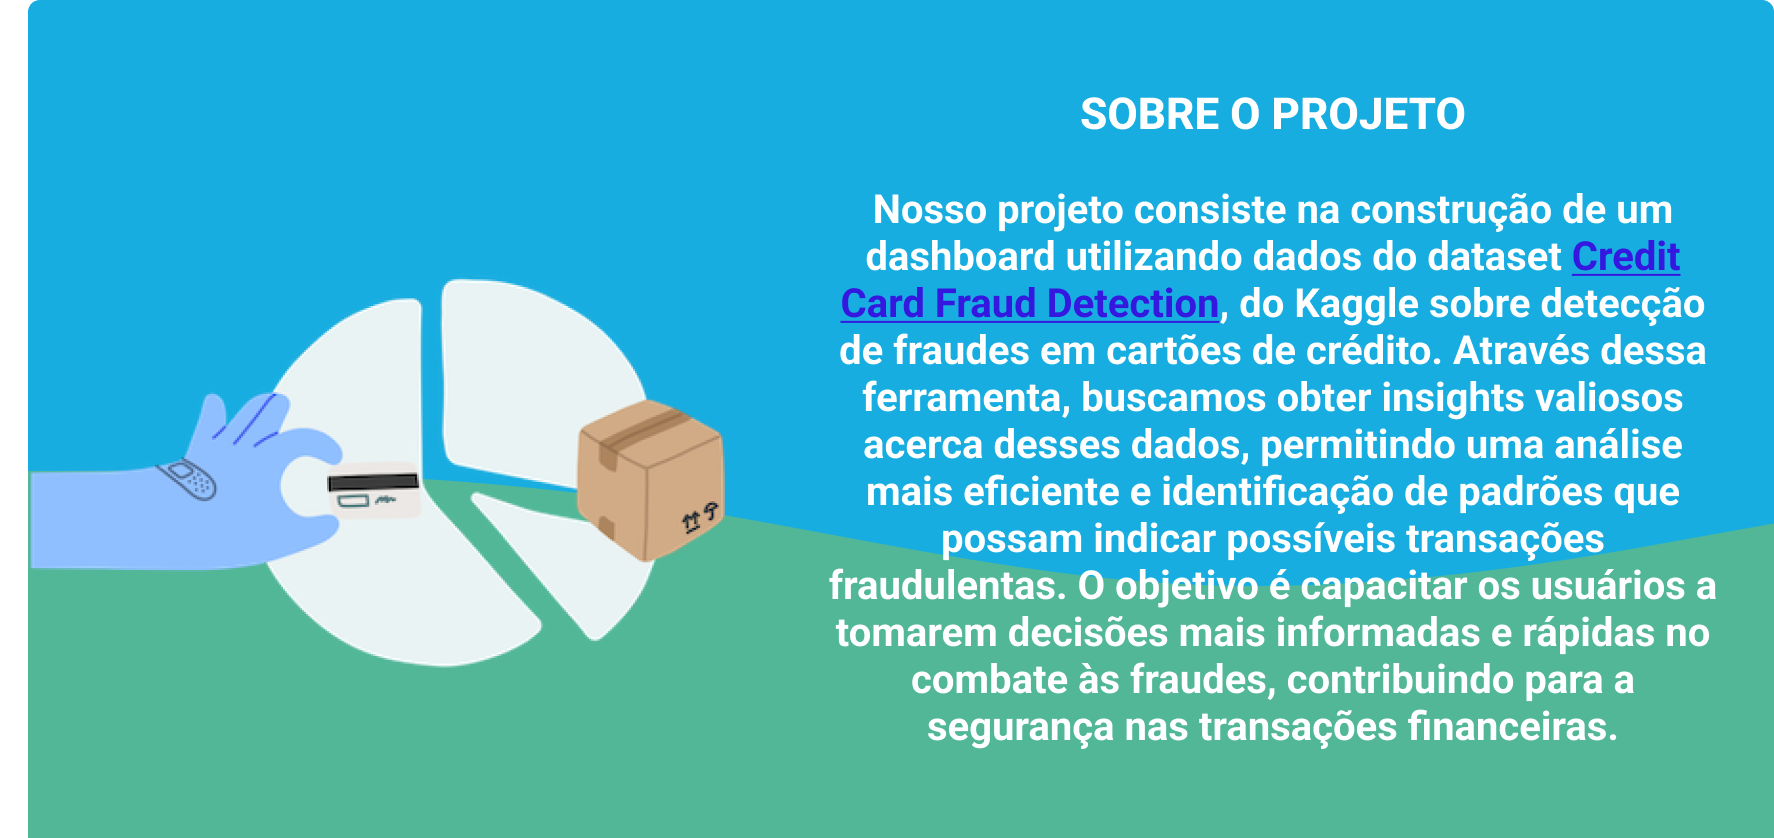 SOBRE O PROJETO
Nosso projeto consiste na construção de um
dashboard utilizando dados do dataset Credit
Card Fraud Detection, do Kaggle sobre detecção
de fraudes em cartões de crédito. Através dessa
ferramenta, buscamos obter insights valiosos
acerca desses dados, permitindo uma análise
mais eficiente e identificação de padrões que
possam indicar possíveis transações
fraudulentas. O objetivo é capacitar os usuários a
tomarem decisões mais informadas e rápidas no
combate às fraudes, contribuindo para a
segurança nas transações financeiras.